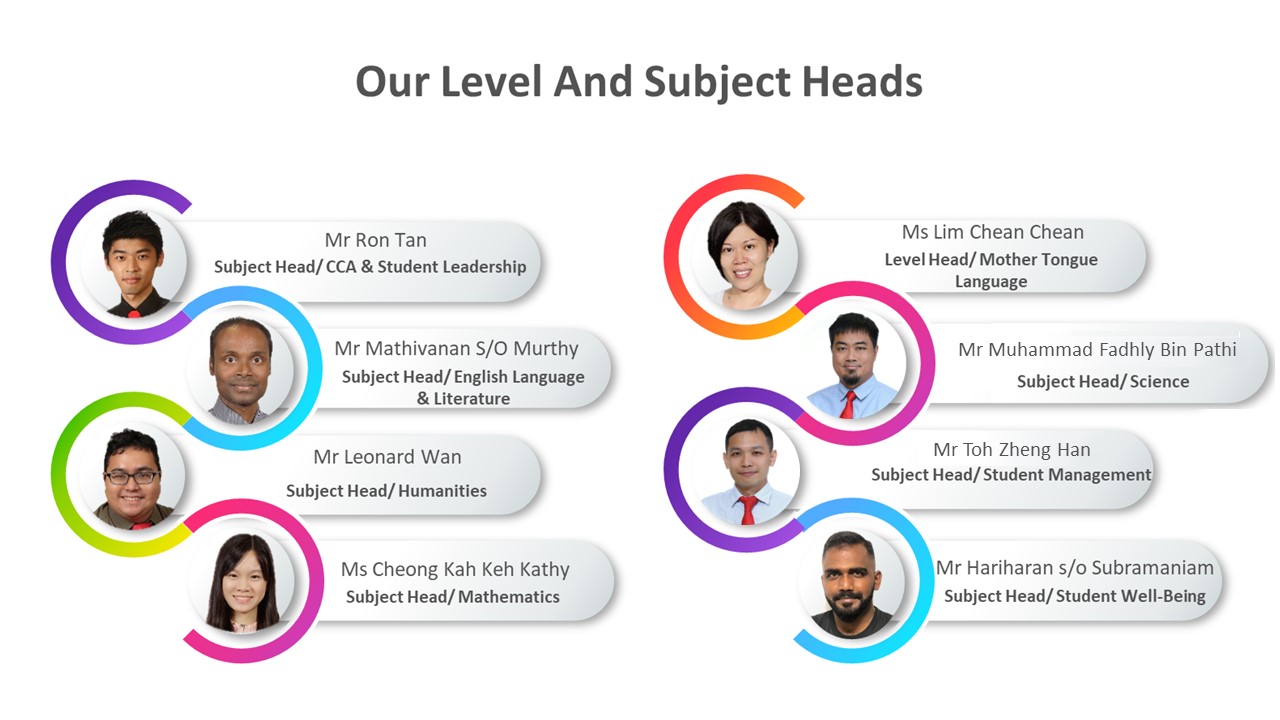 Our Level And Subject Heads
Mr Ron Tan
Subject Head/ CCA & Student Leadership
Mr Mathivanan S/O Murthy
Subject Head/ English Language
& Literature
Mr Leonard Wan
Subject Head/ Humanities
Ms Cheong Kah Keh Kathy
Subject Head/ Mathematics
Ms Lim Chean Chean
Level Head/ Mother Tongue
Language
Mr Muhammad Fadhly Bin Pathi
Subject Head/ Science
Mr Toh Zheng Han
Subject Head/ Student Management
Mr Hariharan s/o Subramaniam
Subject Head/ Student Well-Being